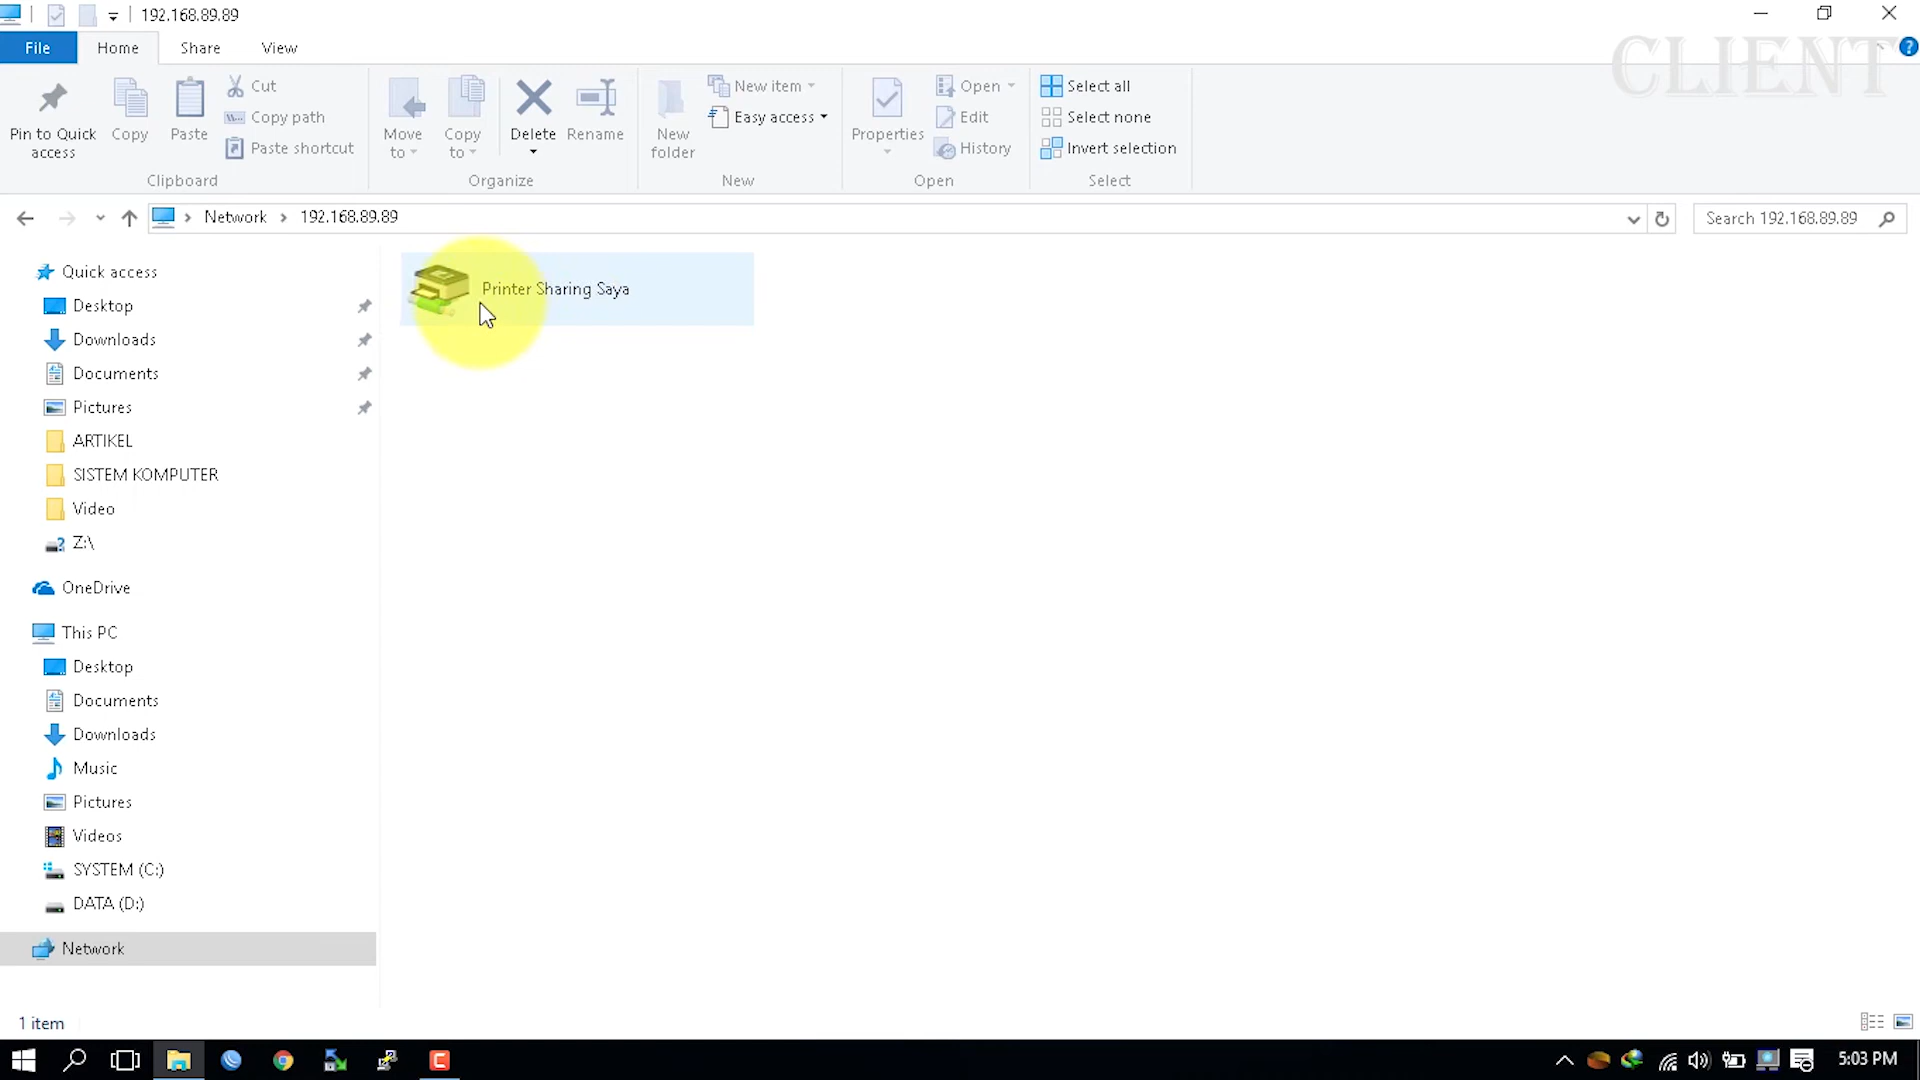 192.168.89.89
File Home Share View
CLIENT
Pin to Quick access
Copy
Paste
Cut
Copy path
Paste shortcut
Clipboard
Move to
Copy to
Delete
Rename
Organize
New folder
New item
Easy access
New
Properties
Open
Edit
History
Open
Select all
Select none
Invert selection
Select
Network 192.168.89.89
Search 192.168.89.89
Quick access
Desktop
Downloads
Documents
Pictures
ARTIKEL
SISTEM KOMPUTER
Video
Z:\
OneDrive
This PC
Desktop
Documents
Downloads
Music
Pictures
Videos
SYSTEM (C:)
DATA (D:)
Network
Printer Sharing Saya
1 item
5:03 PM